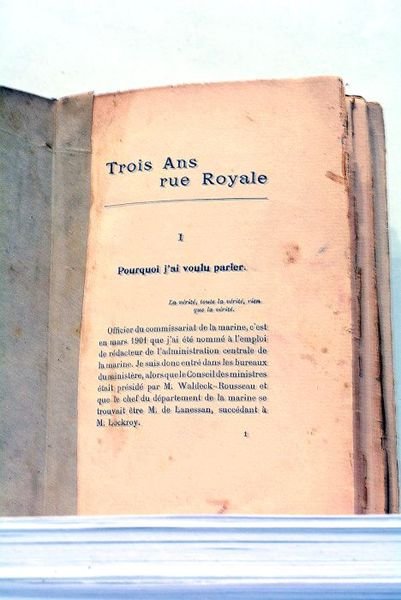 Trois Ans
rue Royale
I
Pourquoi j'ai voulu parler.
La vérité, toute la vérité, rien
que la vérité.
Officier du commissariat de la marine, c'est
en mars 1901 que j'ai été nommé à l'emploi
de rédacteur de l'administration centrale de
la marine. Je suis donc entré dans les bureaux
du ministère, alors que le Conseil des ministres
était présidé par M. Waldeck-Rousseau et
que le chef du département de la marine se
trouvait être M. de Lanessan, succédant à
M. Lockroy.
1